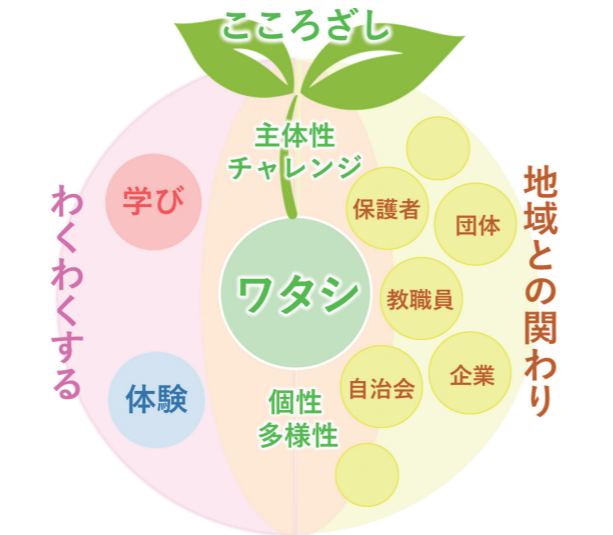 こころざし
主体性
チャレンジ
わくわくする
学び
体験
ワタシ
個性
多様性
保護者
団体
教職員
自治会
企業
地域との関わり